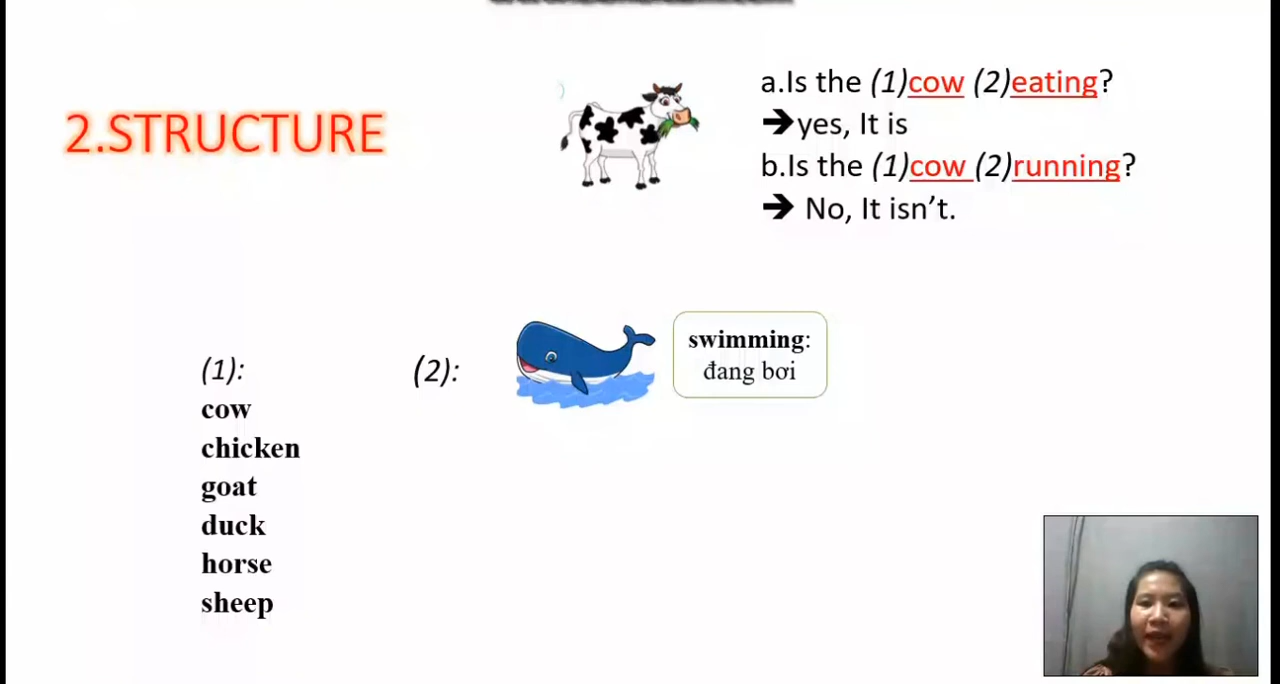 2.STRUCTURE
a.Is the (1)cow (2)eating?
➔yes, It is
b.Is the (1)cow (2)running?
➔ No, It isn’t.
(1):
cow
chicken
goat
duck
horse
sheep
(2):
swimming:
đang bơi